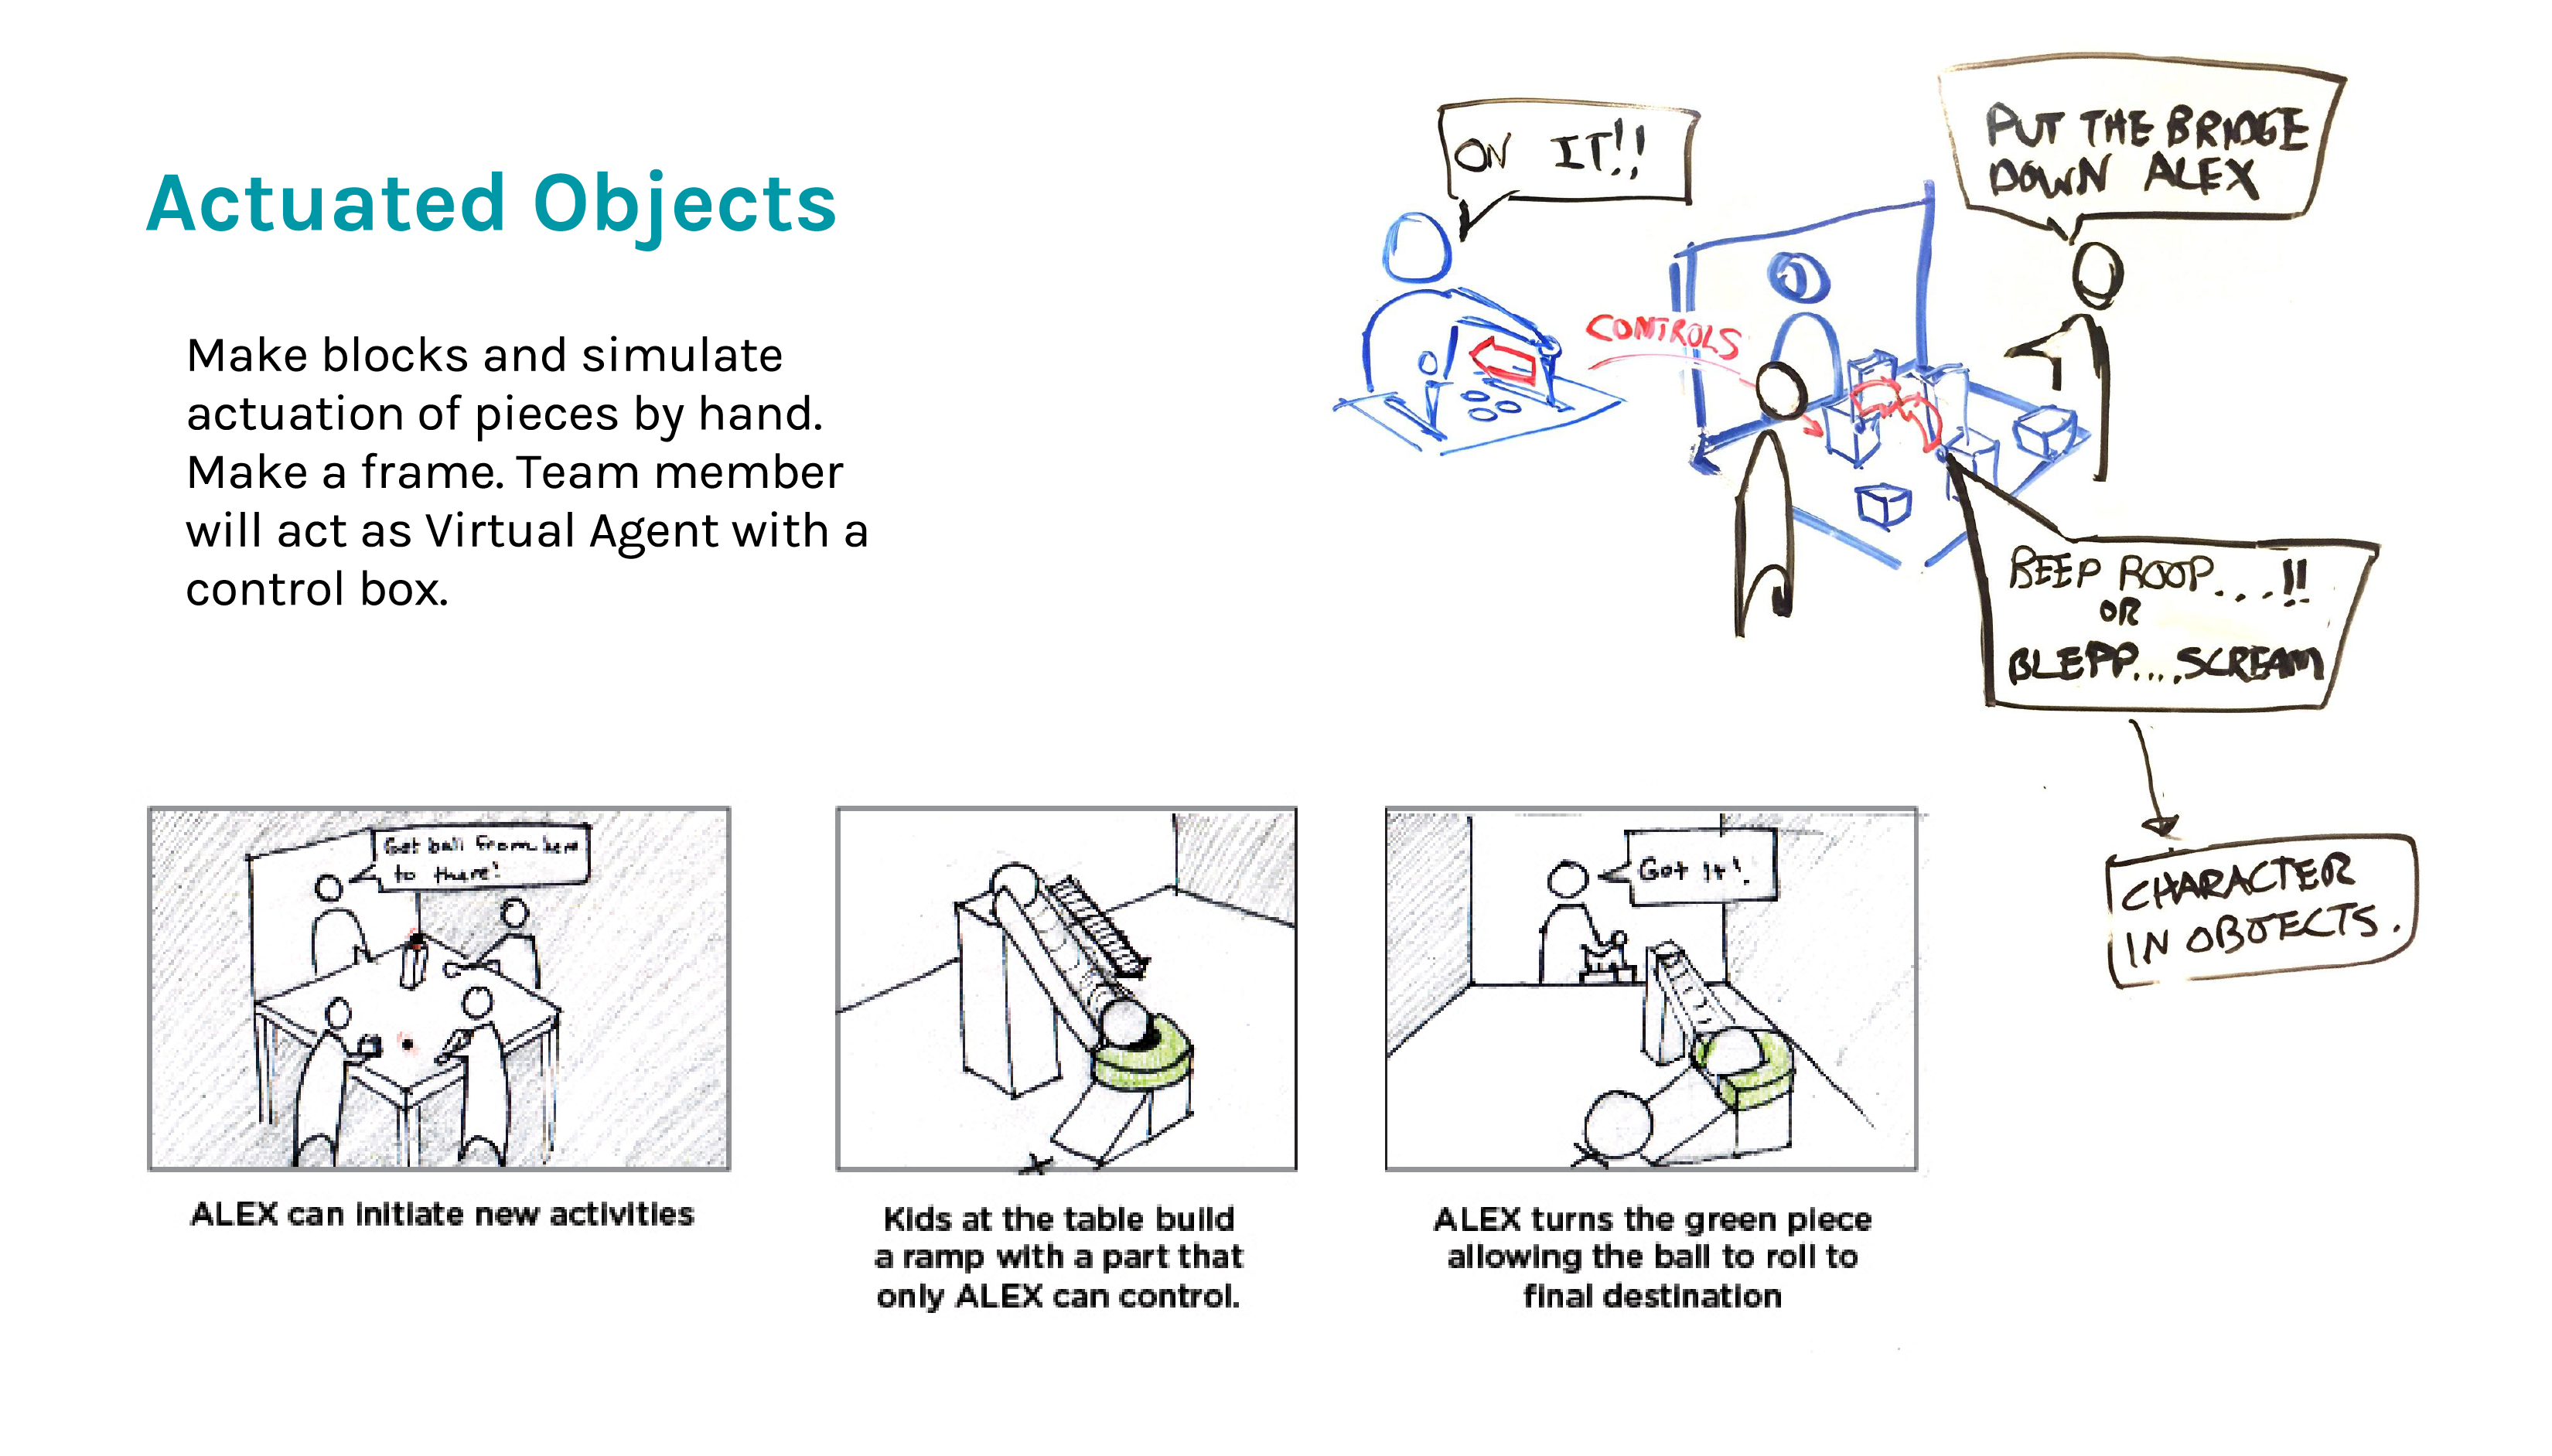 Actuated Objects
Make blocks and simulate
actuation of pieces by hand.
Make a frame. Team member
will act as Virtual Agent with a
control box.
ON IT!!
PUT THE BRIDGE
DOWN ALEX
CONTROLS
BEEP BOOP....!!
OR
BLEPP....SCREAM
CHARACTER
IN OBJECTS.
Get ball from here
to there!
ALEX can initiate new activities
Kids at the table build
a ramp with a part that
only ALEX can control.
Got it!
ALEX turns the green piece
allowing the ball to roll to
final destination